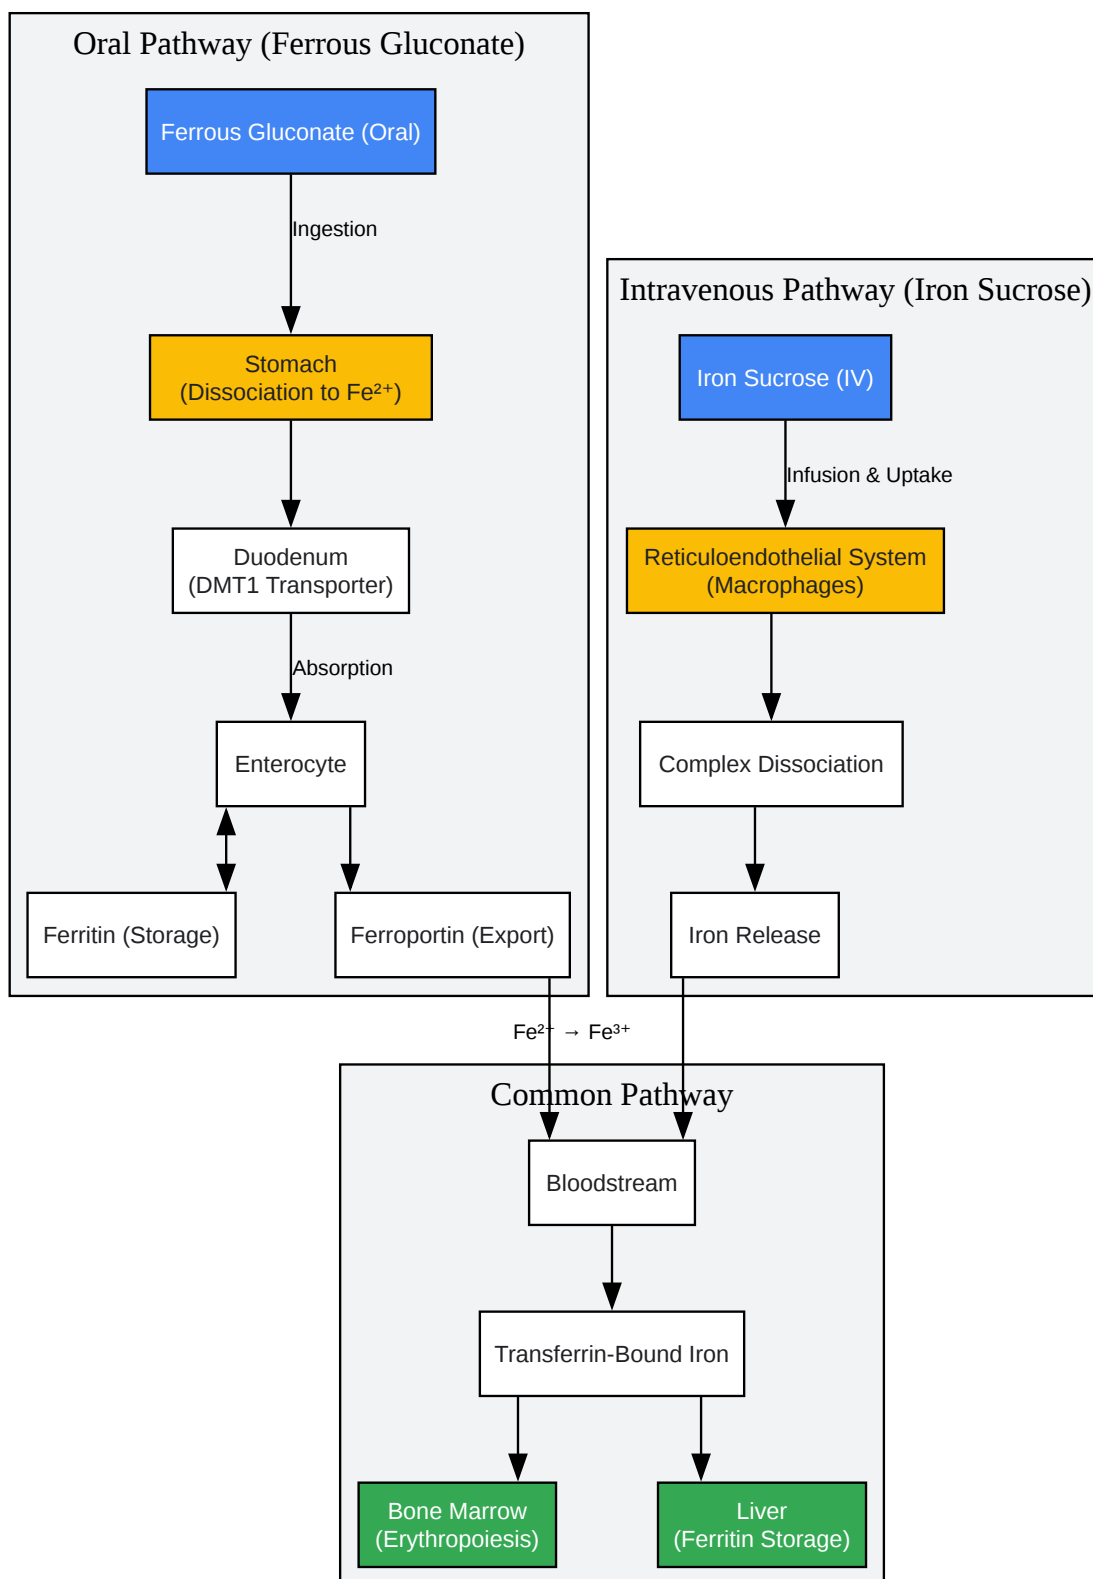 Oral Pathway (Ferrous Gluconate)
Ferrous Gluconate (Oral)
Ingestion
Stomach
(Dissociation to Fe²⁺)
Duodenum
(DMT1 Transporter)
Absorption
Enterocyte
Ferritin (Storage)
Ferroportin (Export)
Intravenous Pathway (Iron Sucrose)
Iron Sucrose (IV)
Infusion & Uptake
Reticuloendothelial System
(Macrophages)
Complex Dissociation
Iron Release
Fe²⁺ → Fe³⁺
Common Pathway
Bloodstream
Transferrin-Bound Iron
Bone Marrow
(Erythropoiesis)
Liver
(Ferritin Storage)